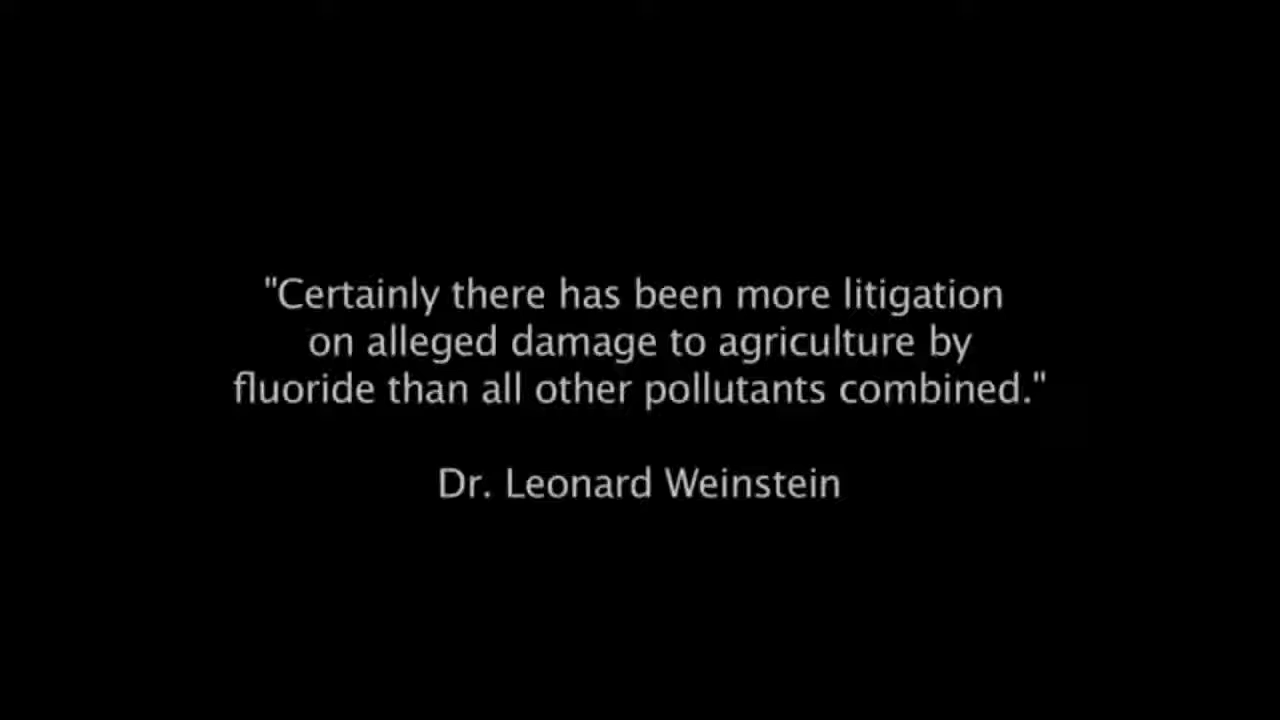 "Certainly there has been more litigation
on alleged damage to agriculture by
fluoride than all other pollutants combined."
Dr. Leonard Weinstein